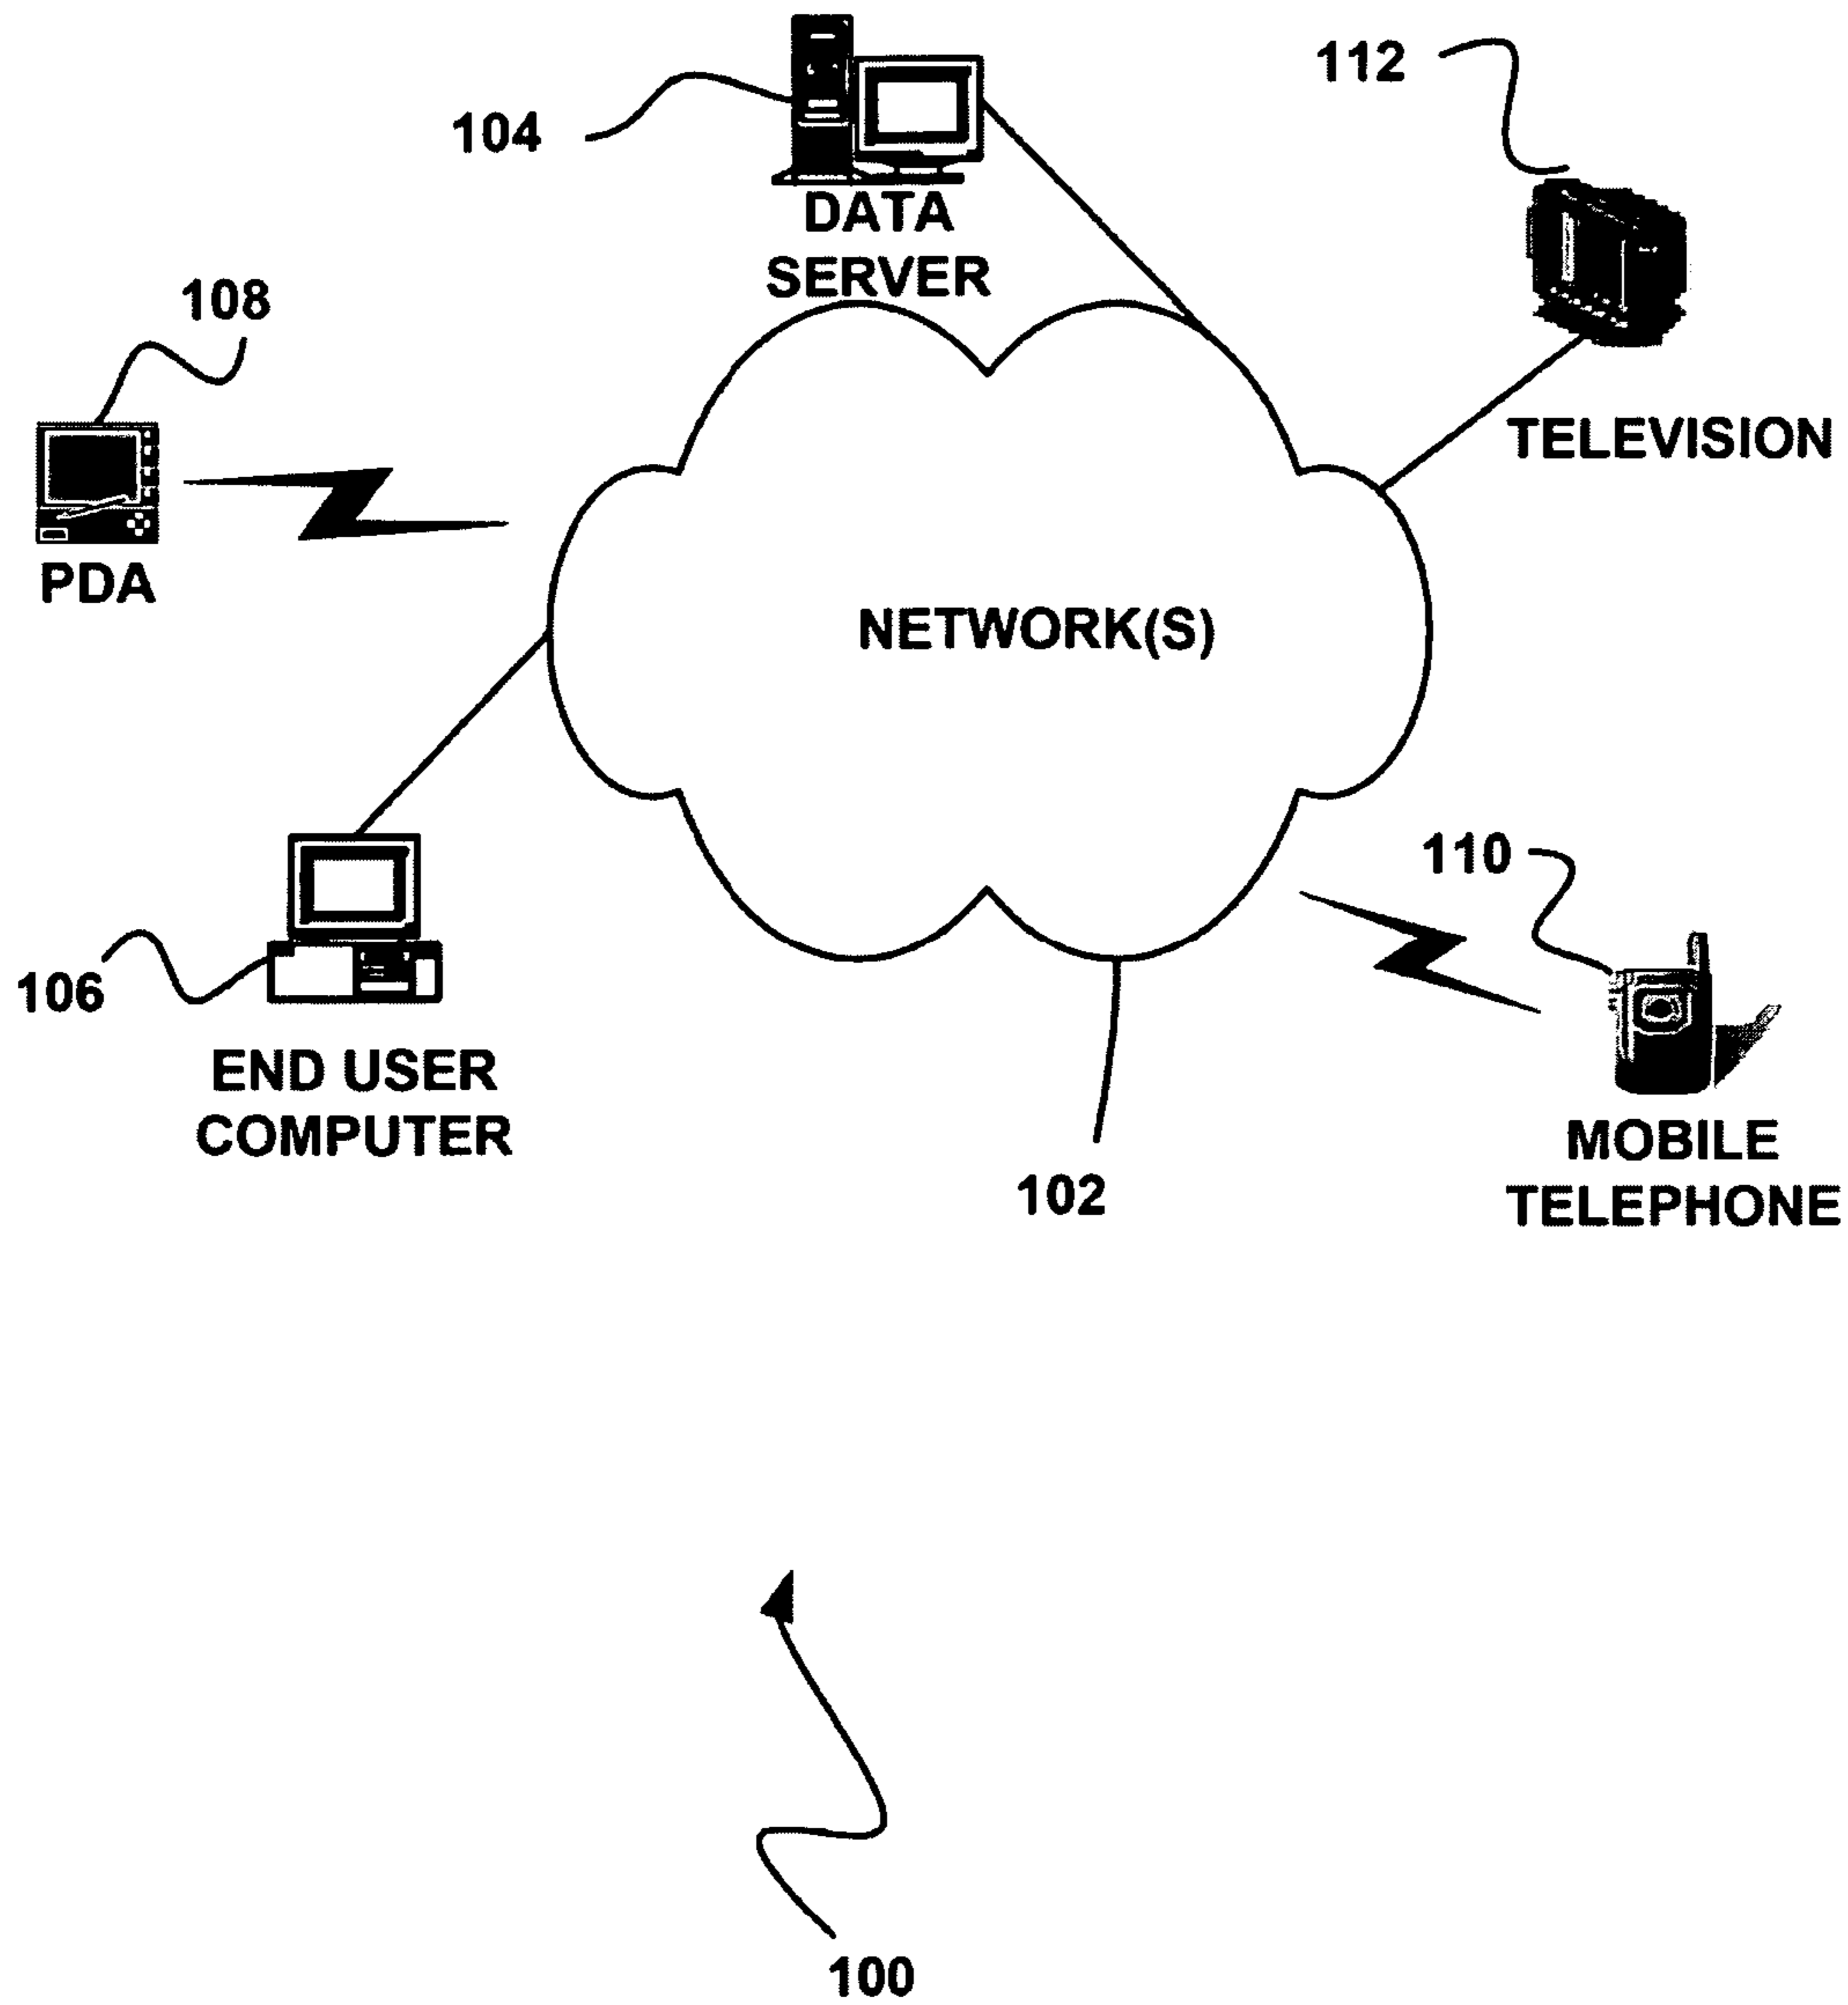 112
104
DATA
SERVER
108
TELEVISION
PDA
NETWORK(S)
110
106
END USER
COMPUTER
102
MOBILE
TELEPHONE
100